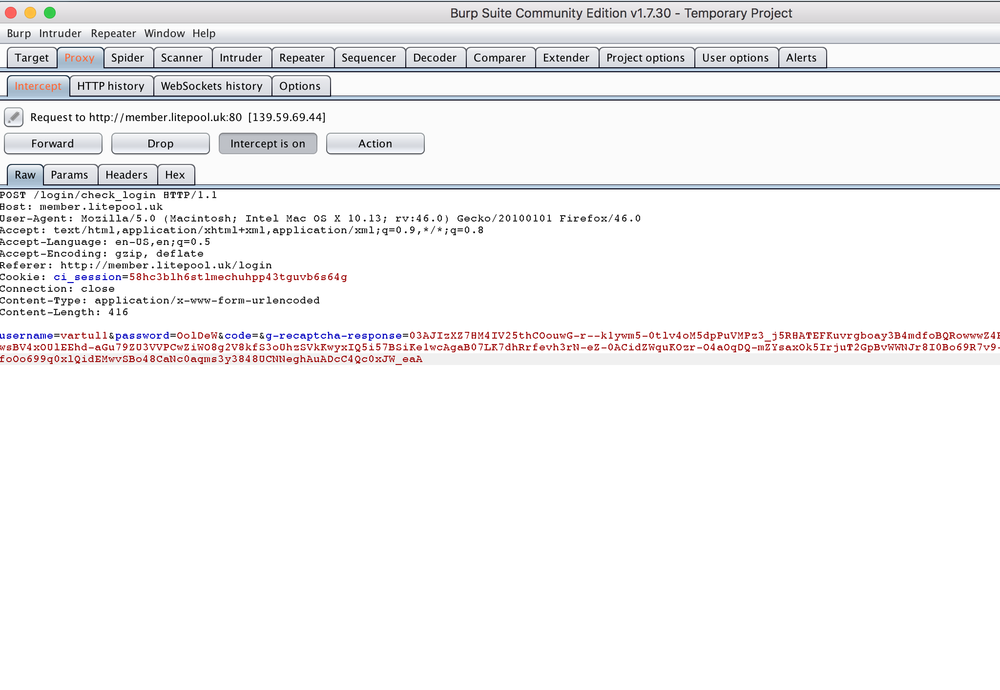 Burp Suite Community Edition v1.7.30 - Temporary Project
Burp Intruder Repeater Window Help
Target Proxy Spider Scanner Intruder Repeater Sequencer Decoder Comparer Extender Project options User options Alerts
Intercept HTTP history WebSockets history Options
Request to http://member.litepool.uk:80 [139.59.69.44]
Forward Drop Intercept is on Action
Raw Params Headers Hex
POST /login/check_login HTTP/1.1
Host: member.litepool.uk
User-Agent: Mozilla/5.0 (Macintosh; Intel Mac OS X 10.13; rv:46.0) Gecko/20100101 Firefox/46.0
Accept: text/html,application/xhtml+xml,application/xml;q=0.9,*/*;q=0.8
Accept-Language: en-US,en;q=0.5
Accept-Encoding: gzip, deflate
Referer: http://member.litepool.uk/login
Cookie: ci_session=58hc3blh6stlmechuhpp43tguvb6s64g
Connection: close
Content-Type: application/x-www-form-urlencoded
Content-Length: 416
username=vartul1&password=OolDeW&code=&g-recaptcha-response=03AJIzXZ7HM4IV25thCOouwG-r--k1ywm5-0tlv4oM5dpPuVMPz3_j5RHATEFKuvrgboay3B4mdfoBQRowwwZ4P
wsBV4xOUlEEhd-aGu79ZU3VVPCwZiWO8g2V8kfS3oUhzSVkKwyxIQ5i57BSiKe1wcAgaB07LK7dhRrfevh3rN-eZ-0ACidZWquKOzr-O4aOqDQ-mZYsaxOk5IrjuT2GpBvWWNJr8I0Bo69R7v9-
foOo699q0xlQidEMwvSBo48CaNc0aqms3y3848UCNNeghAuADcC4Qc0xJW_eaA